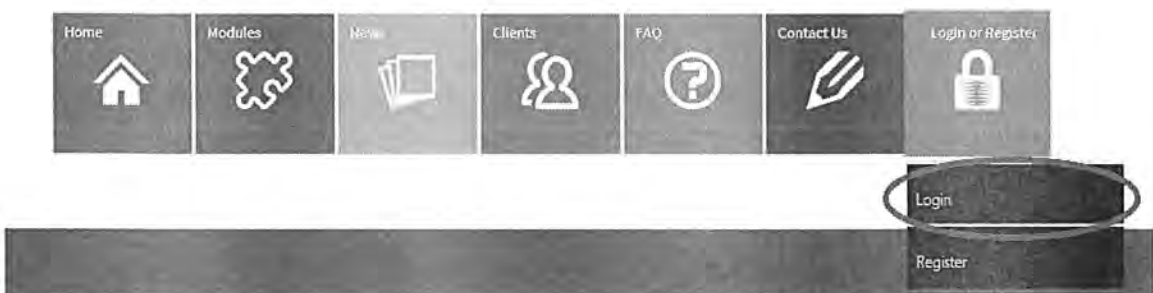 Home
Modules
News
Clients
FAQ
Contact Us
Login or Register
Login
Register